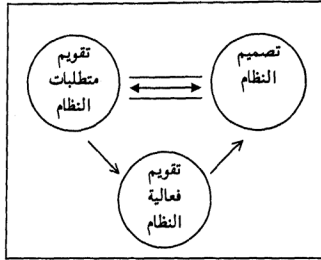 تصميم
النظام
تقويم
متطلبات
النظام
تقويم
فعالية
النظام